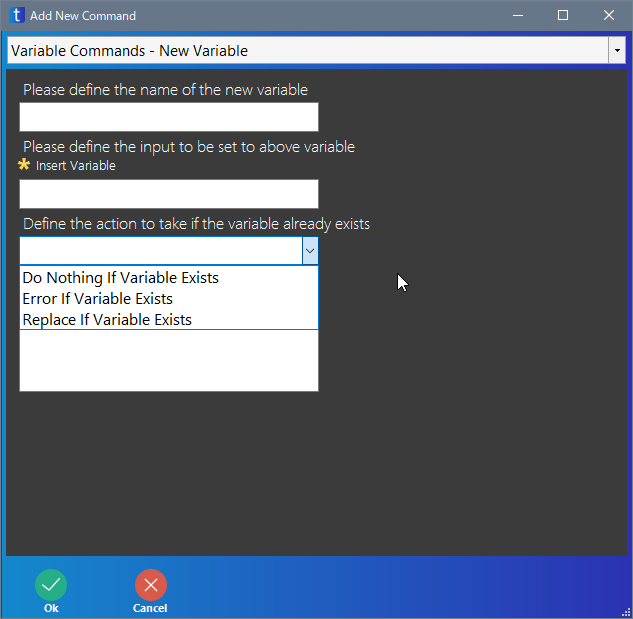 t Add New Command
Variable Commands - New Variable
Please define the name of the new variable
Please define the input to be set to above variable
Insert Variable
Define the action to take if the variable already exists
Do Nothing If Variable Exists
Error If Variable Exists
Replace If Variable Exists
Ok Cancel